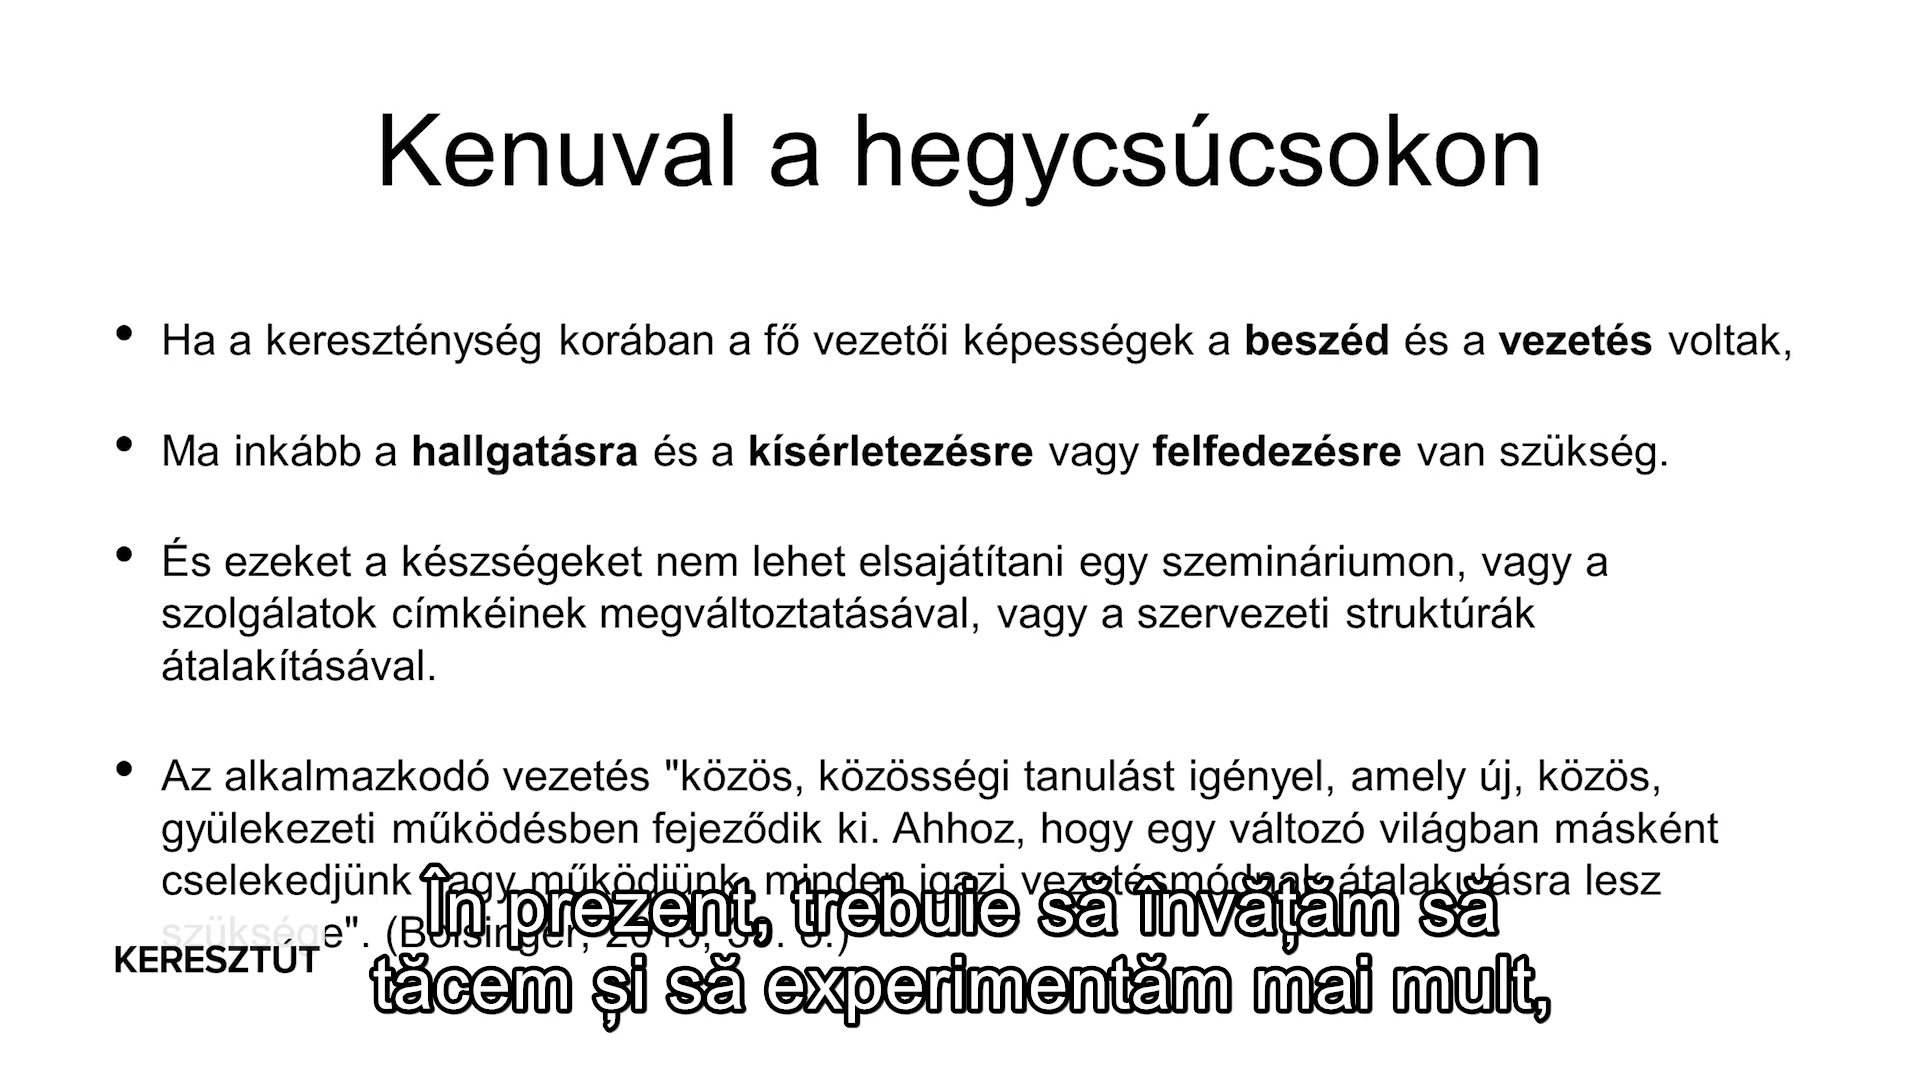 Kenuval a hegycsúcsokon
• Ha a kereszténység korában a fő vezetői képességek a beszéd és a vezetés voltak,
• Ma inkább a hallgatásra és a kísérletezésre vagy felfedezésre van szükség.
• És ezeket a készségeket nem lehet elsajátítani egy szemináriumon, vagy a
szolgálatok címkéinek megváltoztatásával, vagy a szervezeti struktúrák
átalakításával.
• Az alkalmazkodó vezetés "közös, közösségi tanulást igényel, amely új, közös,
gyülekezeti működésben fejeződik ki. Ahhoz, hogy egy változó világban másként
cselekedjünk vagy működjünk, minden igazi vezetésmódnak átalakulásra lesz
szüksége". (Bolsinger,
KERESZTÚT
În prezent, trebuie să învățăm să
tăcem și să experimentăm mai mult,